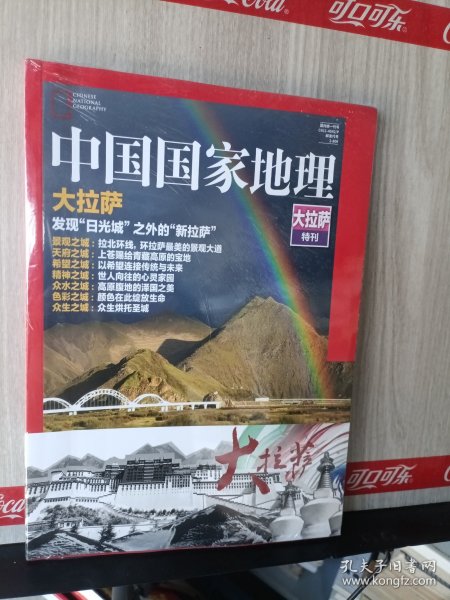 Coca-Cola
可口可乐
CHINESE
NATIONAL
GEOGRAPHY
中国国家地理
大拉萨
发现“日光城”之外的“新拉萨”
景观之城：拉北环线，环拉萨最美的景观大道
天府之城：上苍赐给青藏高原的宝地
希望之城：以希望连接传统与未来
精神之城：世人向往的心灵家园
众水之城：高原腹地的泽国之美
色彩之城：颜色在此绽放生命
众生之城：众生烘托圣城
大拉萨
特刊
大拉萨
可口可乐
孔夫子旧书网
www.kongfz.com